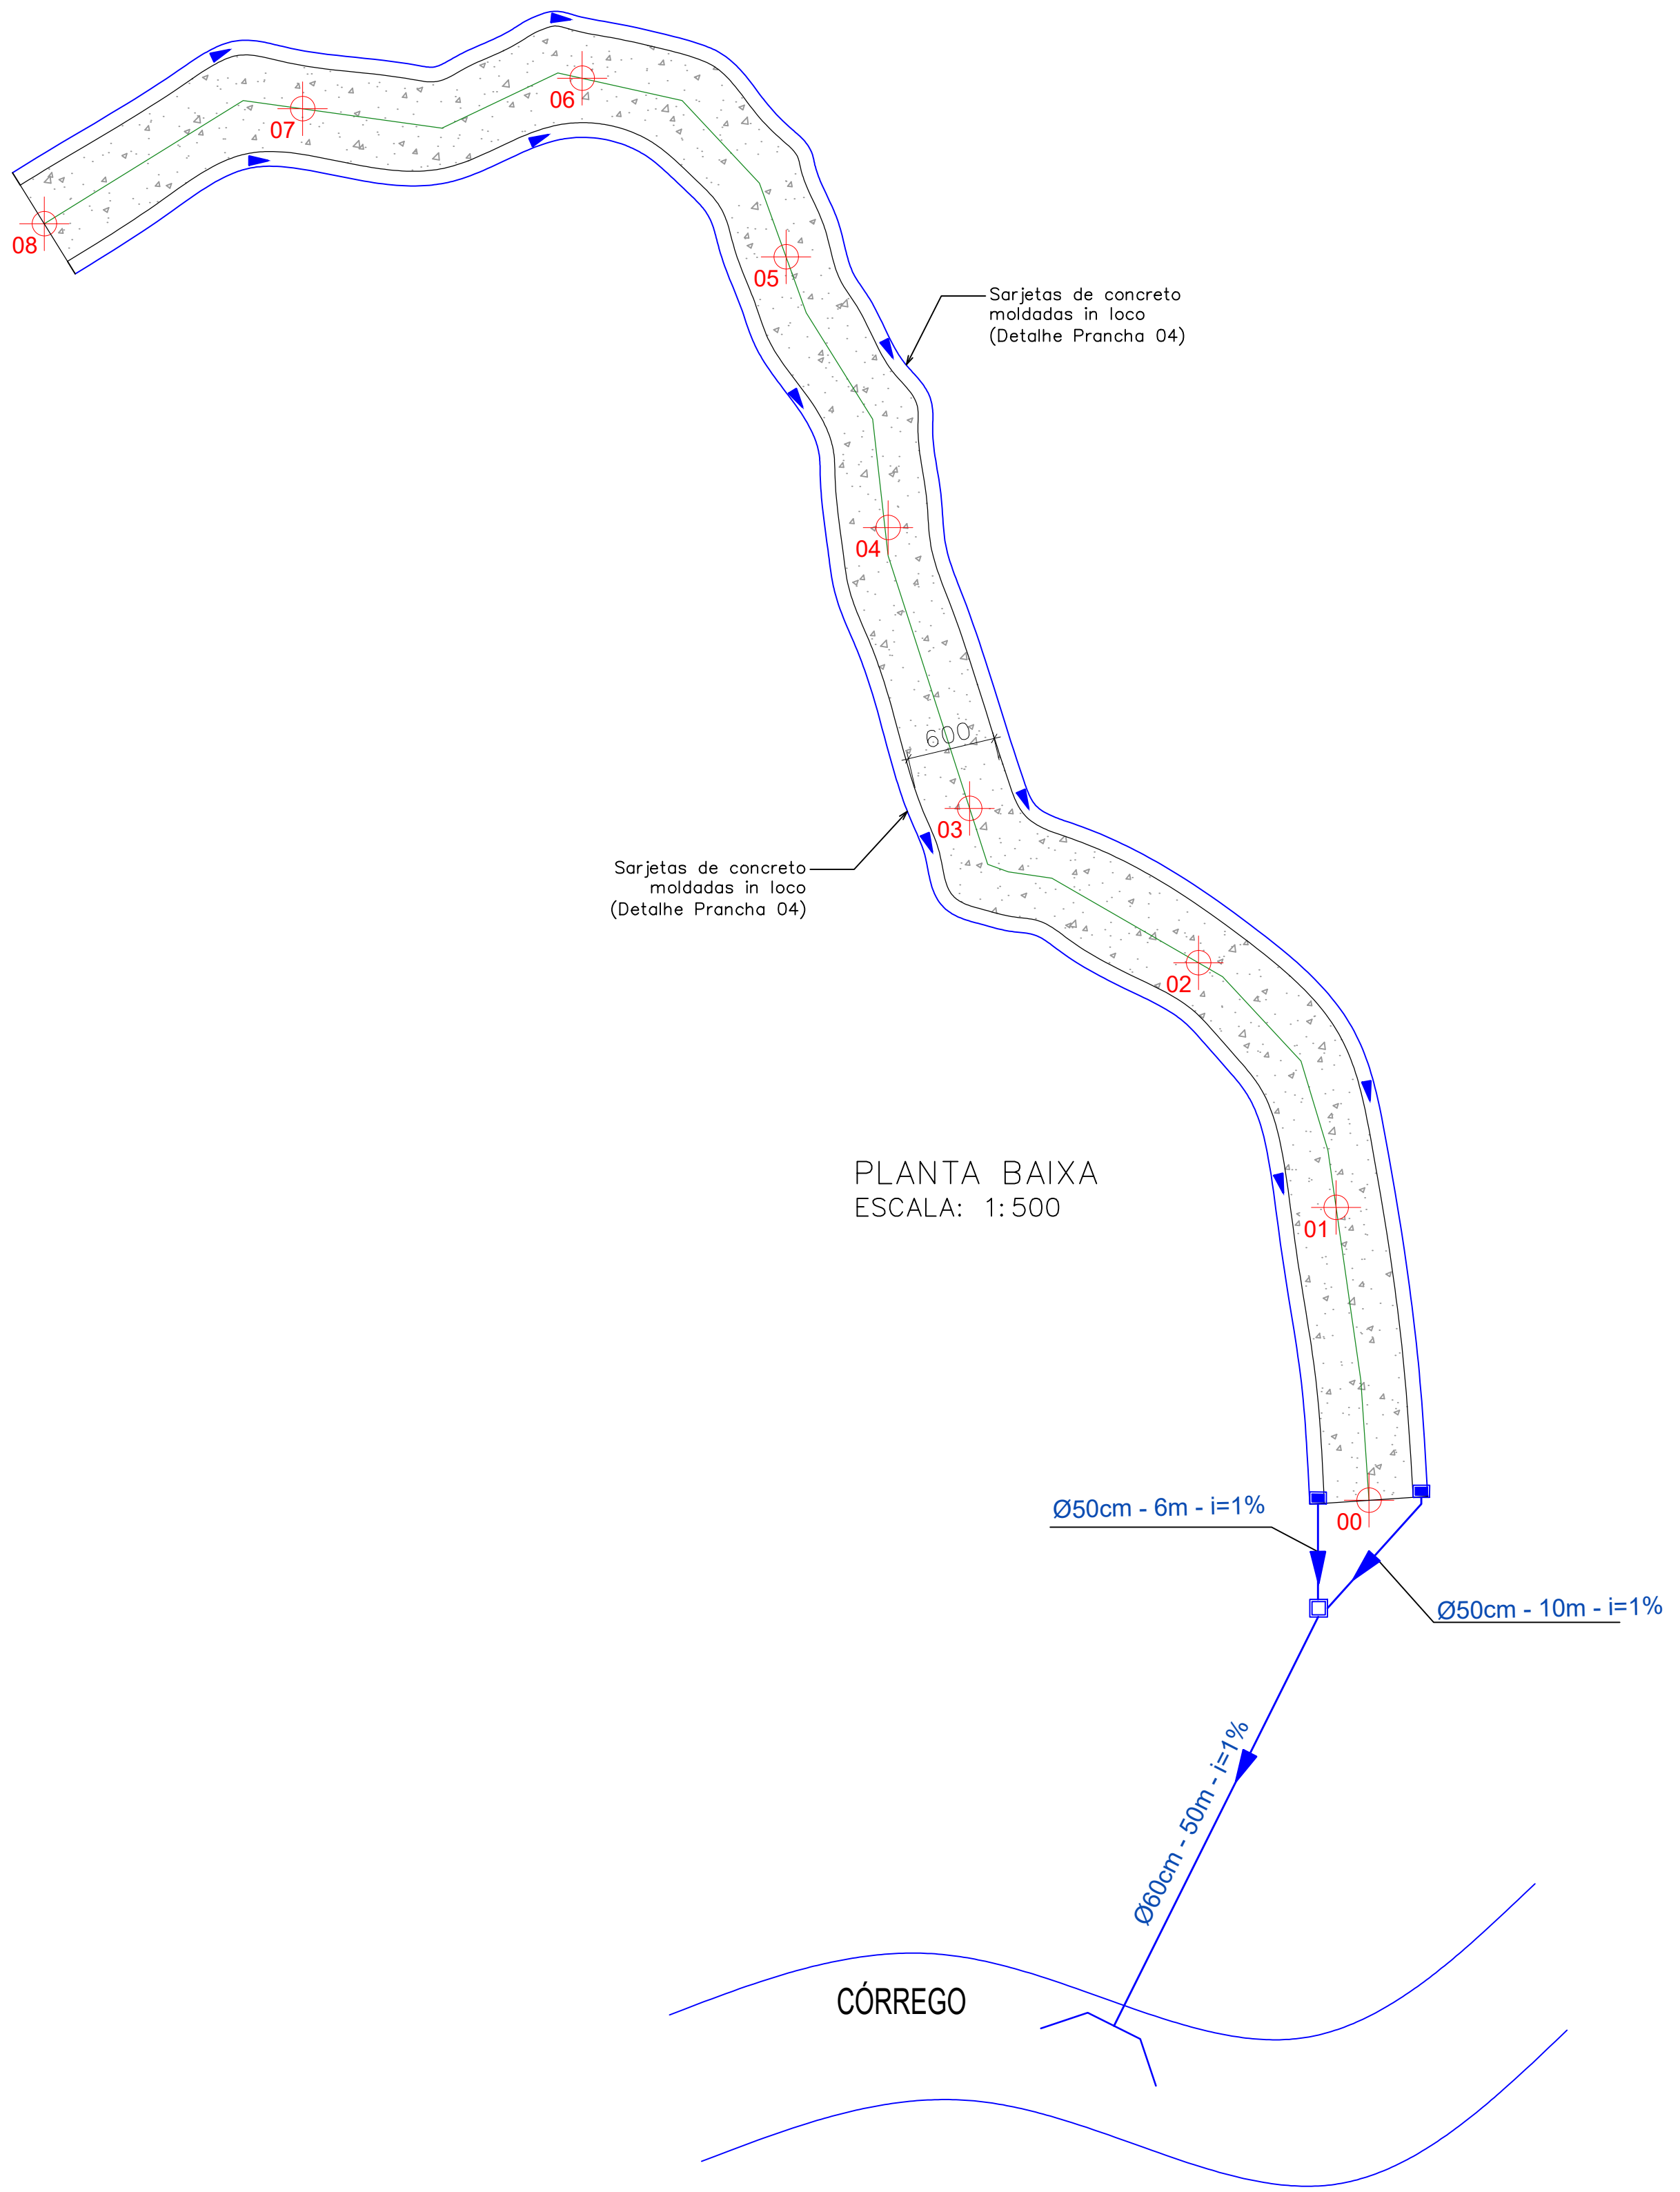 06
07
08
05
Sarjetas de concreto
moldadas in loco
(Detalhe Prancha 04)
04
600
03
Sarjetas de concreto
moldadas in loco
(Detalhe Prancha 04)
02
PLANTA BAIXA
ESCALA: 1:500
01
Ø50cm - 6m - i=1%
00
Ø50cm - 10m - i=1%
Ø60cm - 50m - i=1%
CÓRREGO